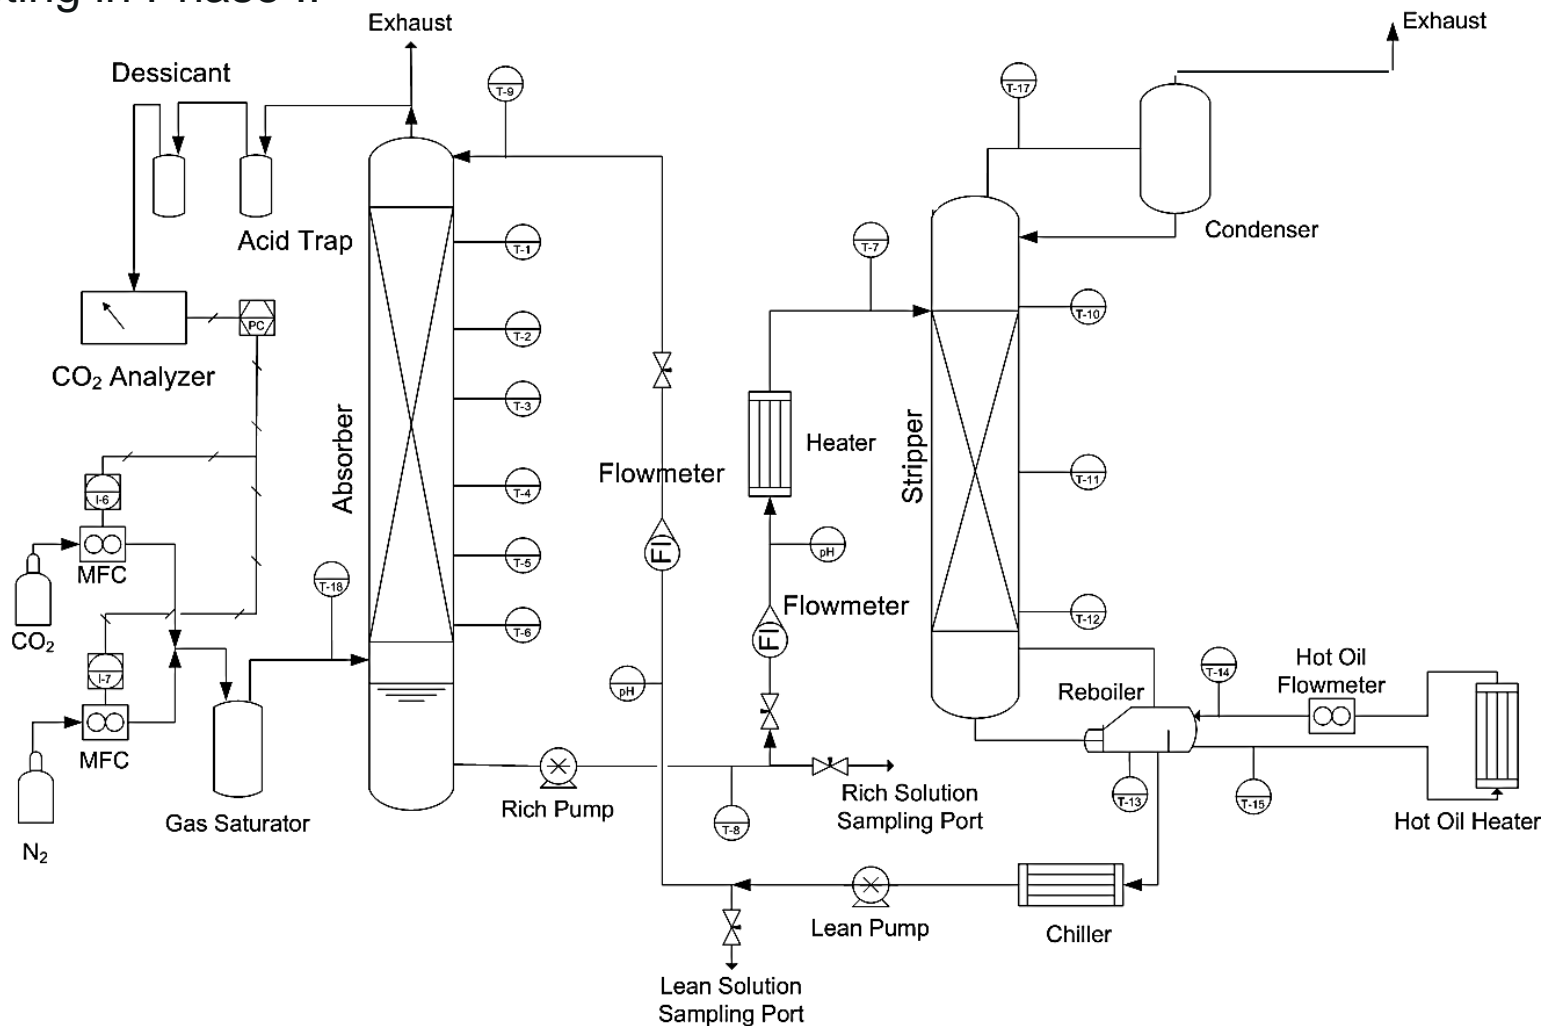 Exhaust
Exhaust
Dessicant
T-9
T-17
Acid Trap
Condenser
T-1
T-7
T-10
PC
T-2
CO₂ Analyzer
T-3
Absorber
Heater
Stripper
Flowmeter
T-11
I-6
T-4
FI
pH
MFC
T-5
T-18
Flowmeter
T-12
CO₂
T-6
FI
I-7
pH
T-14
Hot Oil
Flowmeter
Reboiler
MFC
Rich Pump
T-8
Rich Solution
Sampling Port
T-13
T-15
Hot Oil Heater
Gas Saturator
N₂
Lean Pump
Chiller
Lean Solution
Sampling Port